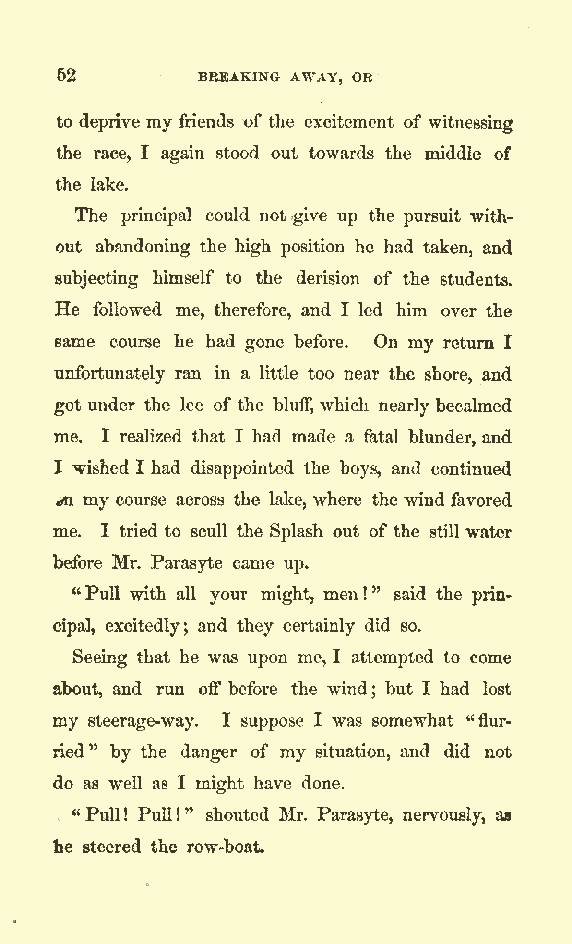 52 BREAKING AWAY, OR
to deprive my friends of the excitement of witnessing
the race, I again stood out towards the middle of
the lake.
The principal could not give up the pursuit with-
out abandoning the high position he had taken, and
subjecting himself to the derision of the students.
He followed me, therefore, and I led him over the
same course he had gone before. On my return I
unfortunately ran in a little too near the shore, and
got under the lee of the bluff, which nearly becalmed
me. I realized that I had made a fatal blunder, and
I wished I had disappointed the boys, and continued
on my course across the lake, where the wind favored
me. I tried to scull the Splash out of the still water
before Mr. Parasyte came up.
"Pull with all your might, men!" said the prin-
cipal, excitedly; and they certainly did so.
Seeing that he was upon me, I attempted to come
about, and run off before the wind; but I had lost
my steerage-way. I suppose I was somewhat "flur-
ried" by the danger of my situation, and did not
do as well as I might have done.
"Pull! Pull!" shouted Mr. Parasyte, nervously, as
he steered the row-boat.